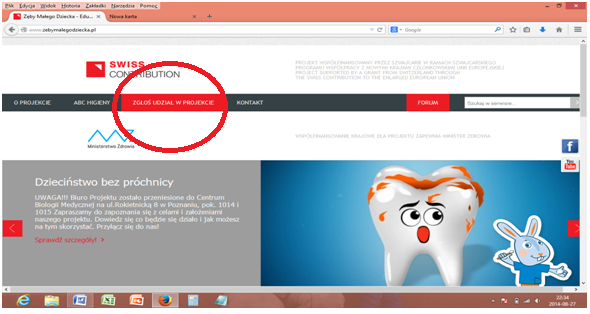 Plik Edycja Widok Historia Zakładki Narzędzia Pomoc
Zęby Małego Dziecka - Edu...
Nowa karta
www.zebymalegodziecka.pl
Google
SWISS
CONTRIBUTION
PROJEKT WSPÓŁFINANSOWANY PRZEZ SZWAJCARIĘ W RAMACH SZWAJCARSKIEGO
PROGRAMU WSPÓŁPRACY Z NOWYMI KRAJAMI CZŁONKOWSKIMI UNII EUROPEJSKIEJ
PROJECT SUPPORTED BY A GRANT FROM SWITZERLAND THROUGH
THE SWISS CONTRIBUTION TO THE ENLARGED EUROPEAN UNION
O PROJEKCIE
ABC HIGIENY
ZGŁOŚ UDZIAŁ W PROJEKCIE
KONTAKT
FORUM
Szukaj w serwisie...
Ministerstwo Zdrowia
WSPÓŁFINANSOWANIE KRAJOWE DLA PROJEKTU ZAPEWNIA MINISTER ZDROWIA
f
You
Tube
Dzieciństwo bez próchnicy
UWAGA!!! Biuro Projektu zostało przeniesione do Centrum
Biologii Medycznej na ul.Rokietnicką 8 w Poznaniu, pok. 1014 i
1015 Zapraszamy do zapoznania się z celami i założeniami
naszego projektu. Dowiedz się co będzie się działo i jak możesz
na tym skorzystać. Przyłącz się do nas!
Sprawdź szczegóły! >
22:34
2014-08-27